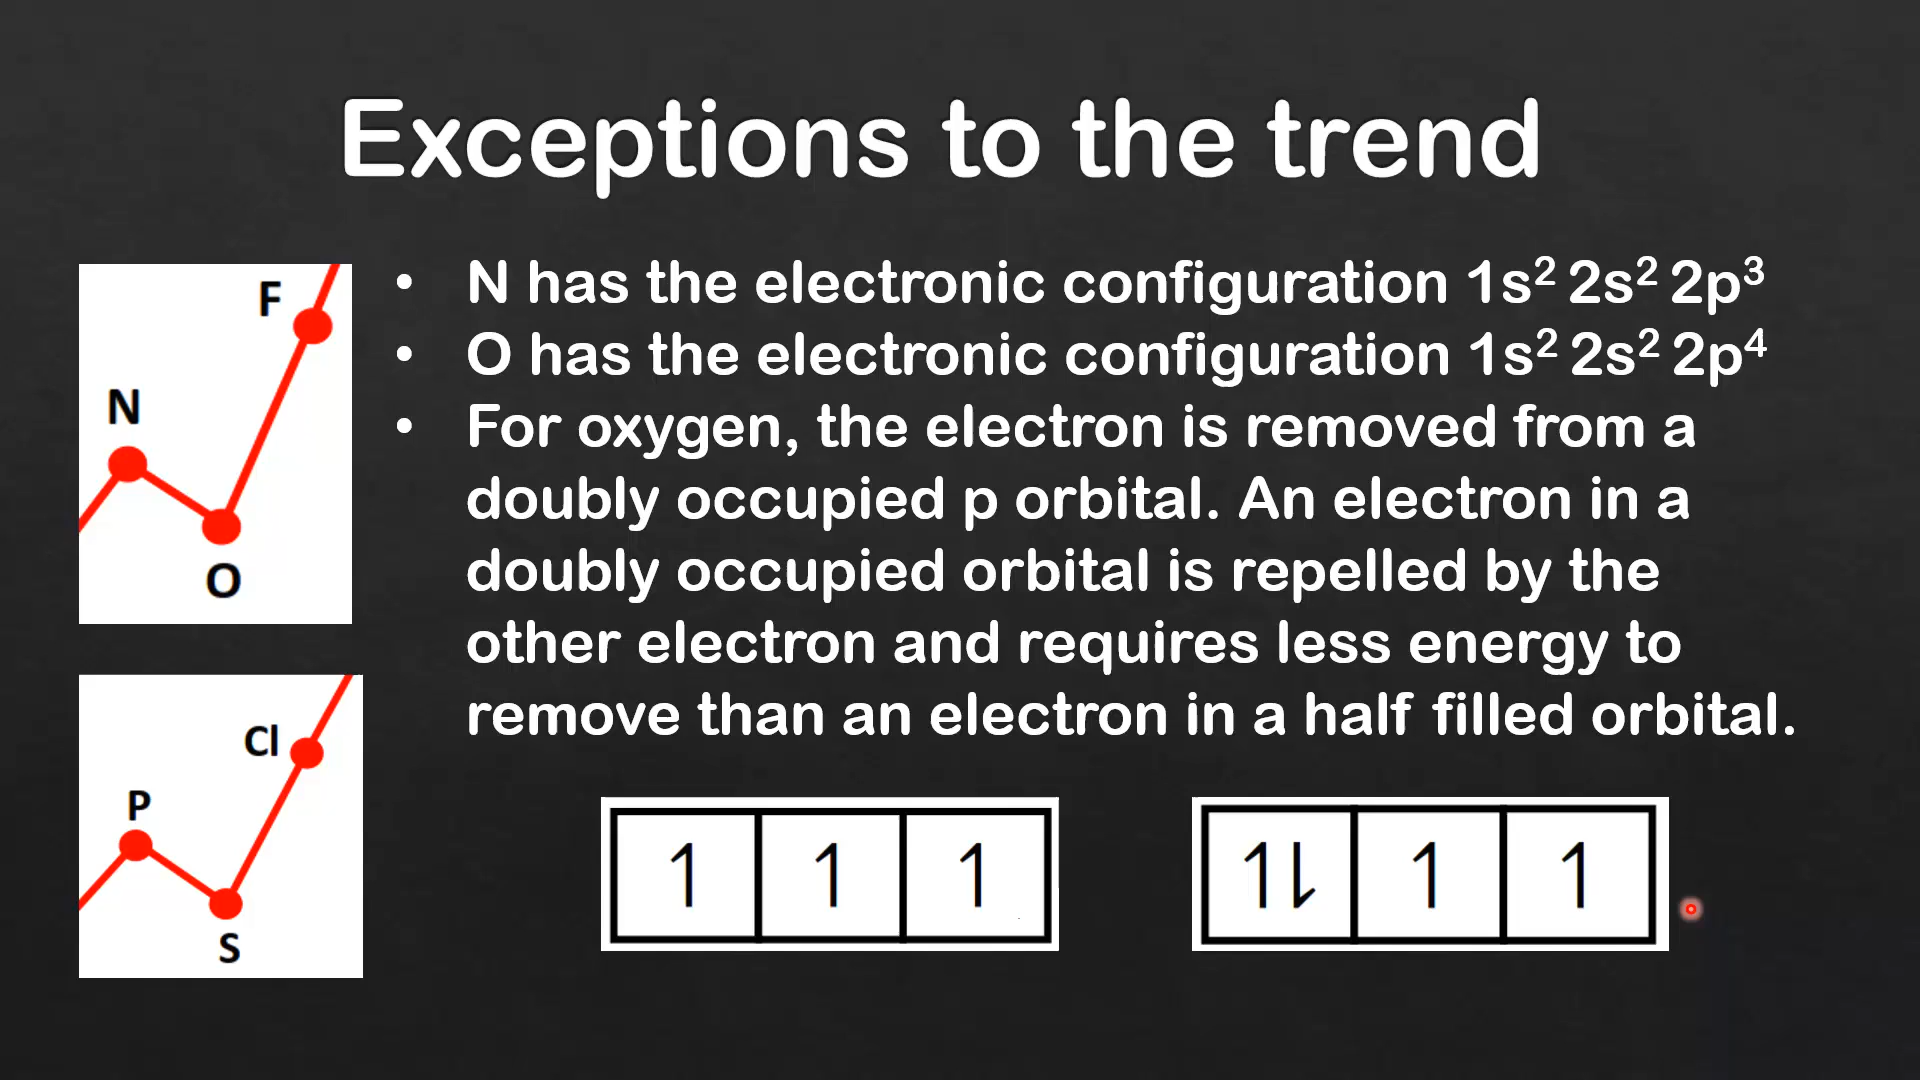 Exceptions to the trend
• N has the electronic configuration 1s² 2s² 2p³
• O has the electronic configuration 1s² 2s² 2p⁴
• For oxygen, the electron is removed from a
doubly occupied p orbital. An electron in a
doubly occupied orbital is repelled by the
other electron and requires less energy to
remove than an electron in a half filled orbital.
F
N
O
Cl
P
S
1 1 1
1⇂ 1 1